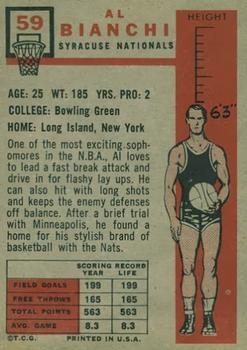 59
AL
BIANCHI
SYRACUSE NATIONALS
HEIGHT
6'3"
AGE: 25 WT: 185 YRS. PRO: 2
COLLEGE: Bowling Green
HOME: Long Island, New York
One of the most exciting soph-
omores in the N.B.A., Al loves
to lead a fast break attack and
drive in for flashy lay ups. He
can also hit with long shots
and keeps the enemy defenses
off balance. After a brief trial
with Minneapolis, he found a
home for his stylish brand of
basketball with the Nats.
SCORING RECORD
YEAR LIFE
FIELD GOALS 199 199
FREE THROWS 165 165
TOTAL POINTS 563 563
AVG. GAME 8.3 8.3
©T.C.G. PRINTED IN U.S.A.